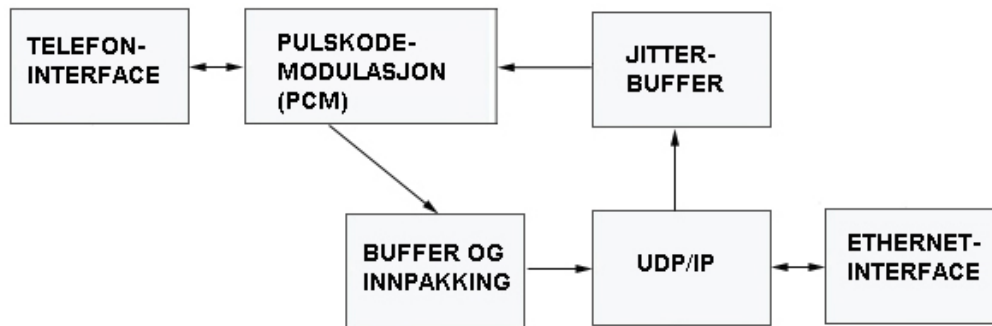 TELEFON-
INTERFACE
PULSKODE-
MODULASJON
(PCM)
JITTER-
BUFFER
BUFFER OG
INNPAKKING
UDP/IP
ETHERNET-
INTERFACE